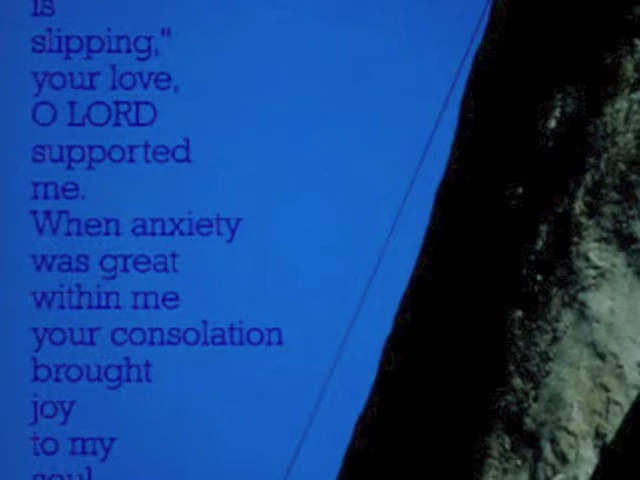 is
slipping,"
your love,
O LORD
supported
me.
When anxiety
was great
within me
your consolation
brought
joy
to my
soul